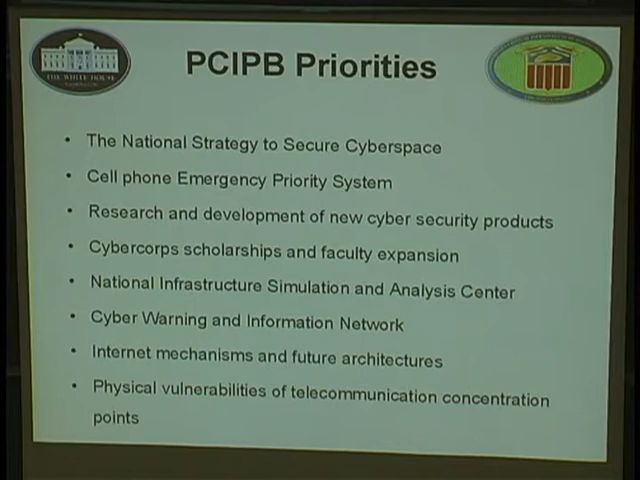 THE WHITE HOUSE
PCIPB Priorities
• The National Strategy to Secure Cyberspace
• Cell phone Emergency Priority System
• Research and development of new cyber security products
• Cybercorps scholarships and faculty expansion
• National Infrastructure Simulation and Analysis Center
• Cyber Warning and Information Network
• Internet mechanisms and future architectures
• Physical vulnerabilities of telecommunication concentration
points